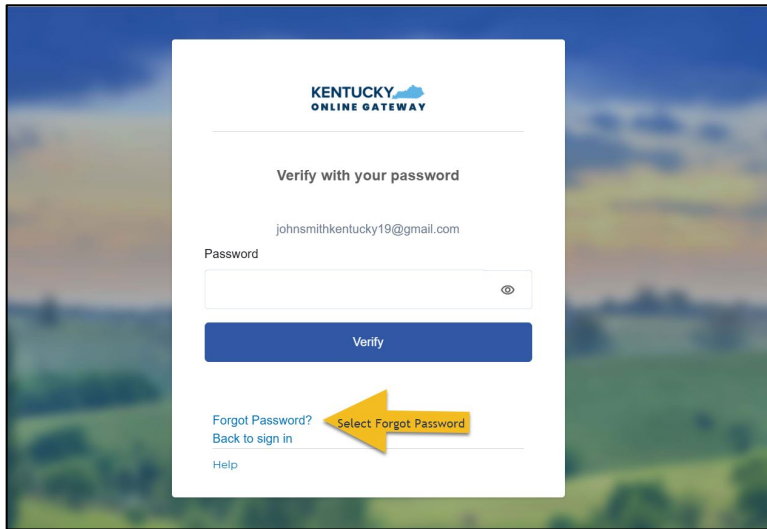 KENTUCKY
ONLINE GATEWAY
Verify with your password
johnsmithkentucky19@gmail.com
Password
Verify
Forgot Password?
Select Forgot Password
Back to sign in
Help